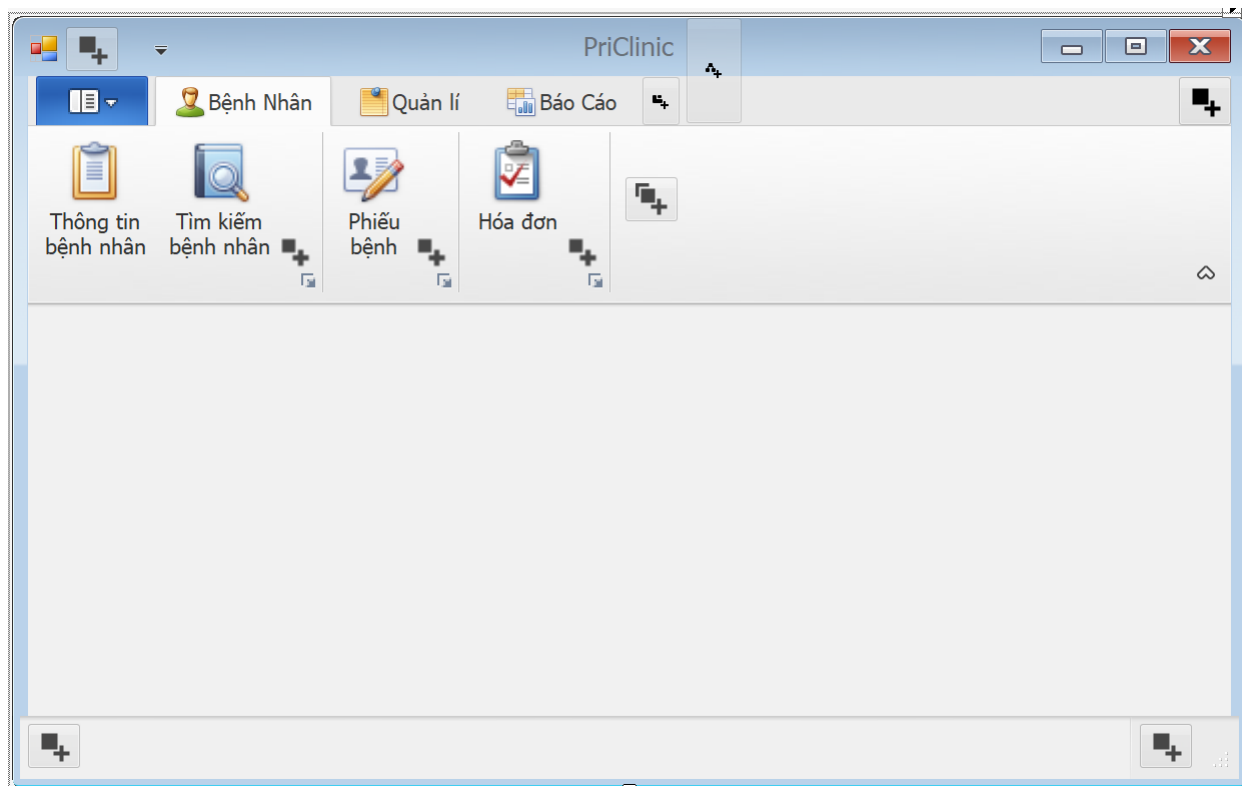 PriClinic
Bệnh Nhân Quản lí Báo Cáo
Thông tin bệnh nhân
Tìm kiếm bệnh nhân
Phiếu bệnh
Hóa đơn